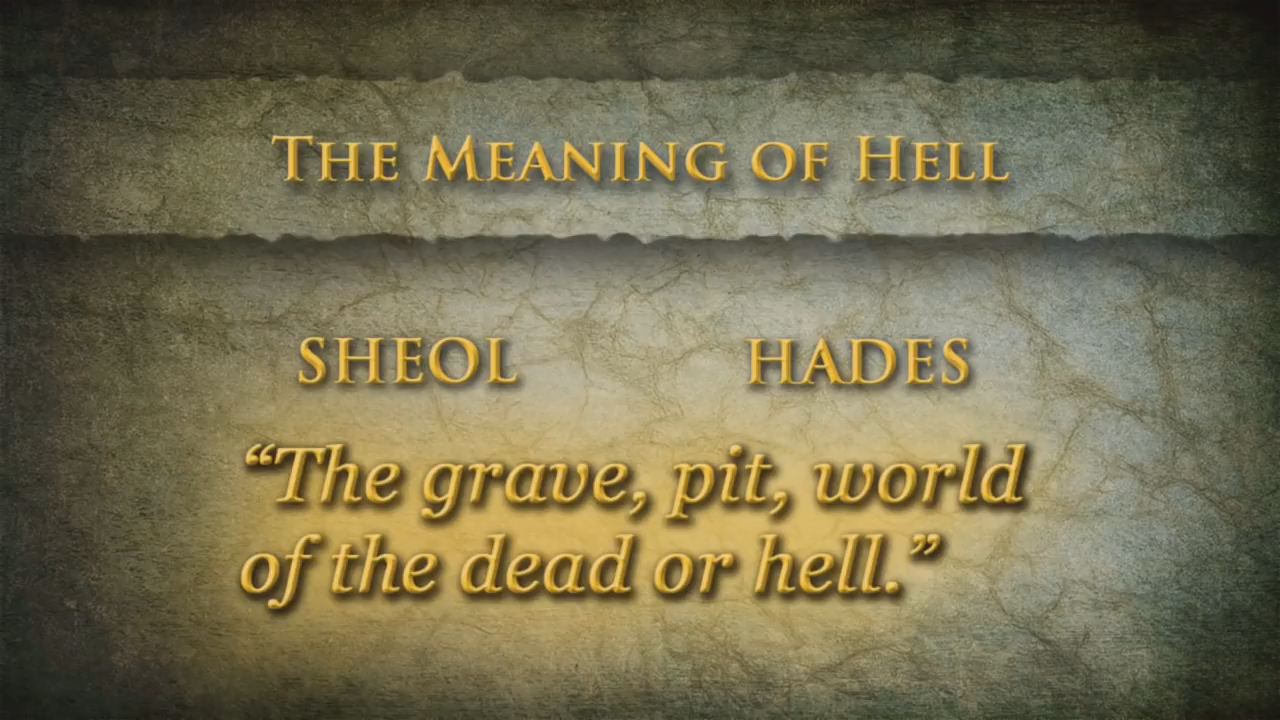 THE MEANING OF HELL
SHEOL HADES
“The grave, pit, world
of the dead or hell.”